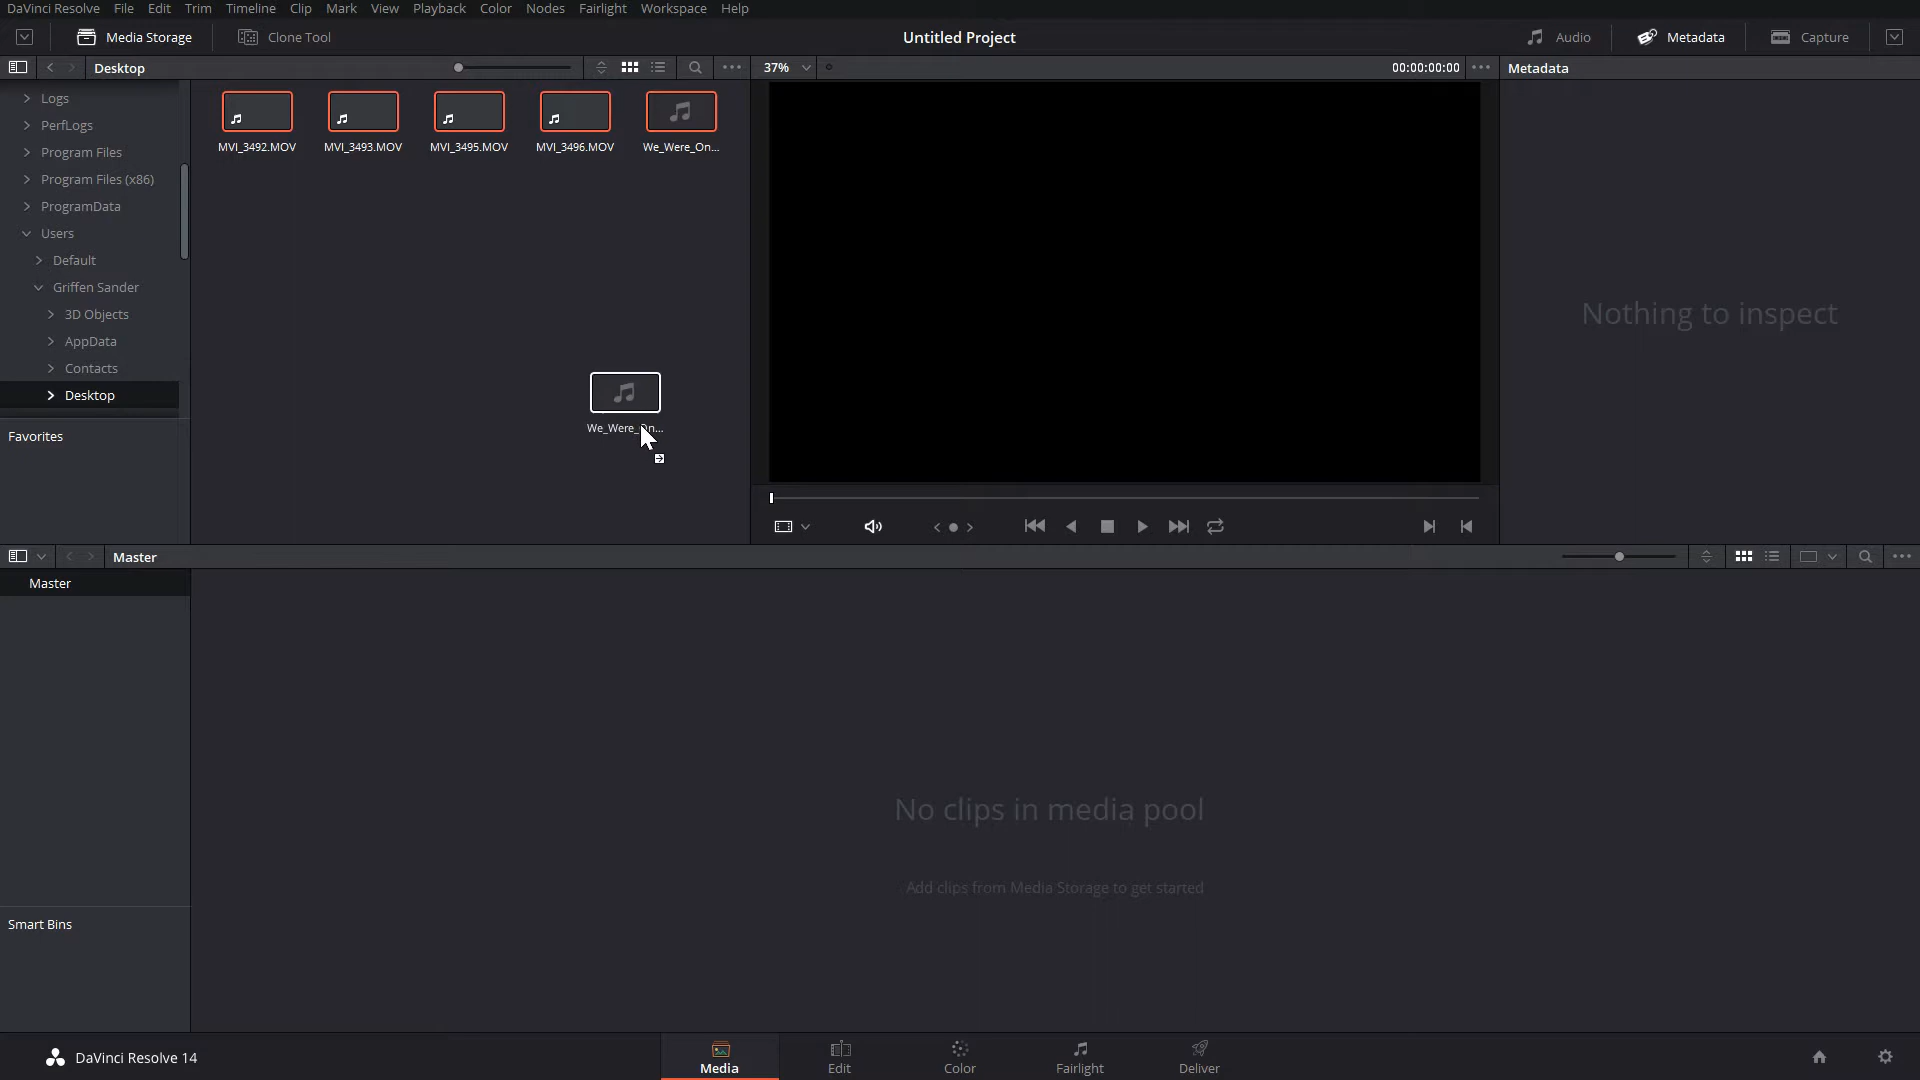 DaVinci Resolve File Edit Trim Timeline Clip Mark View Playback Color Nodes Fairlight Workspace Help
Media Storage Clone Tool Untitled Project Audio Metadata Capture
Desktop 37% 00:00:00:00 Metadata
Logs
PerfLogs
Program Files
Program Files (x86)
ProgramData
Users
Default
Griffen Sander
3D Objects
AppData
Contacts
Desktop
Favorites
MVI_3492.MOV MVI_3493.MOV MVI_3495.MOV MVI_3496.MOV We_Were_On...
We_Were_On...
Nothing to inspect
Master
Master
No clips in media pool
Add clips from Media Storage to get started
Smart Bins
DaVinci Resolve 14 Media Edit Color Fairlight Deliver